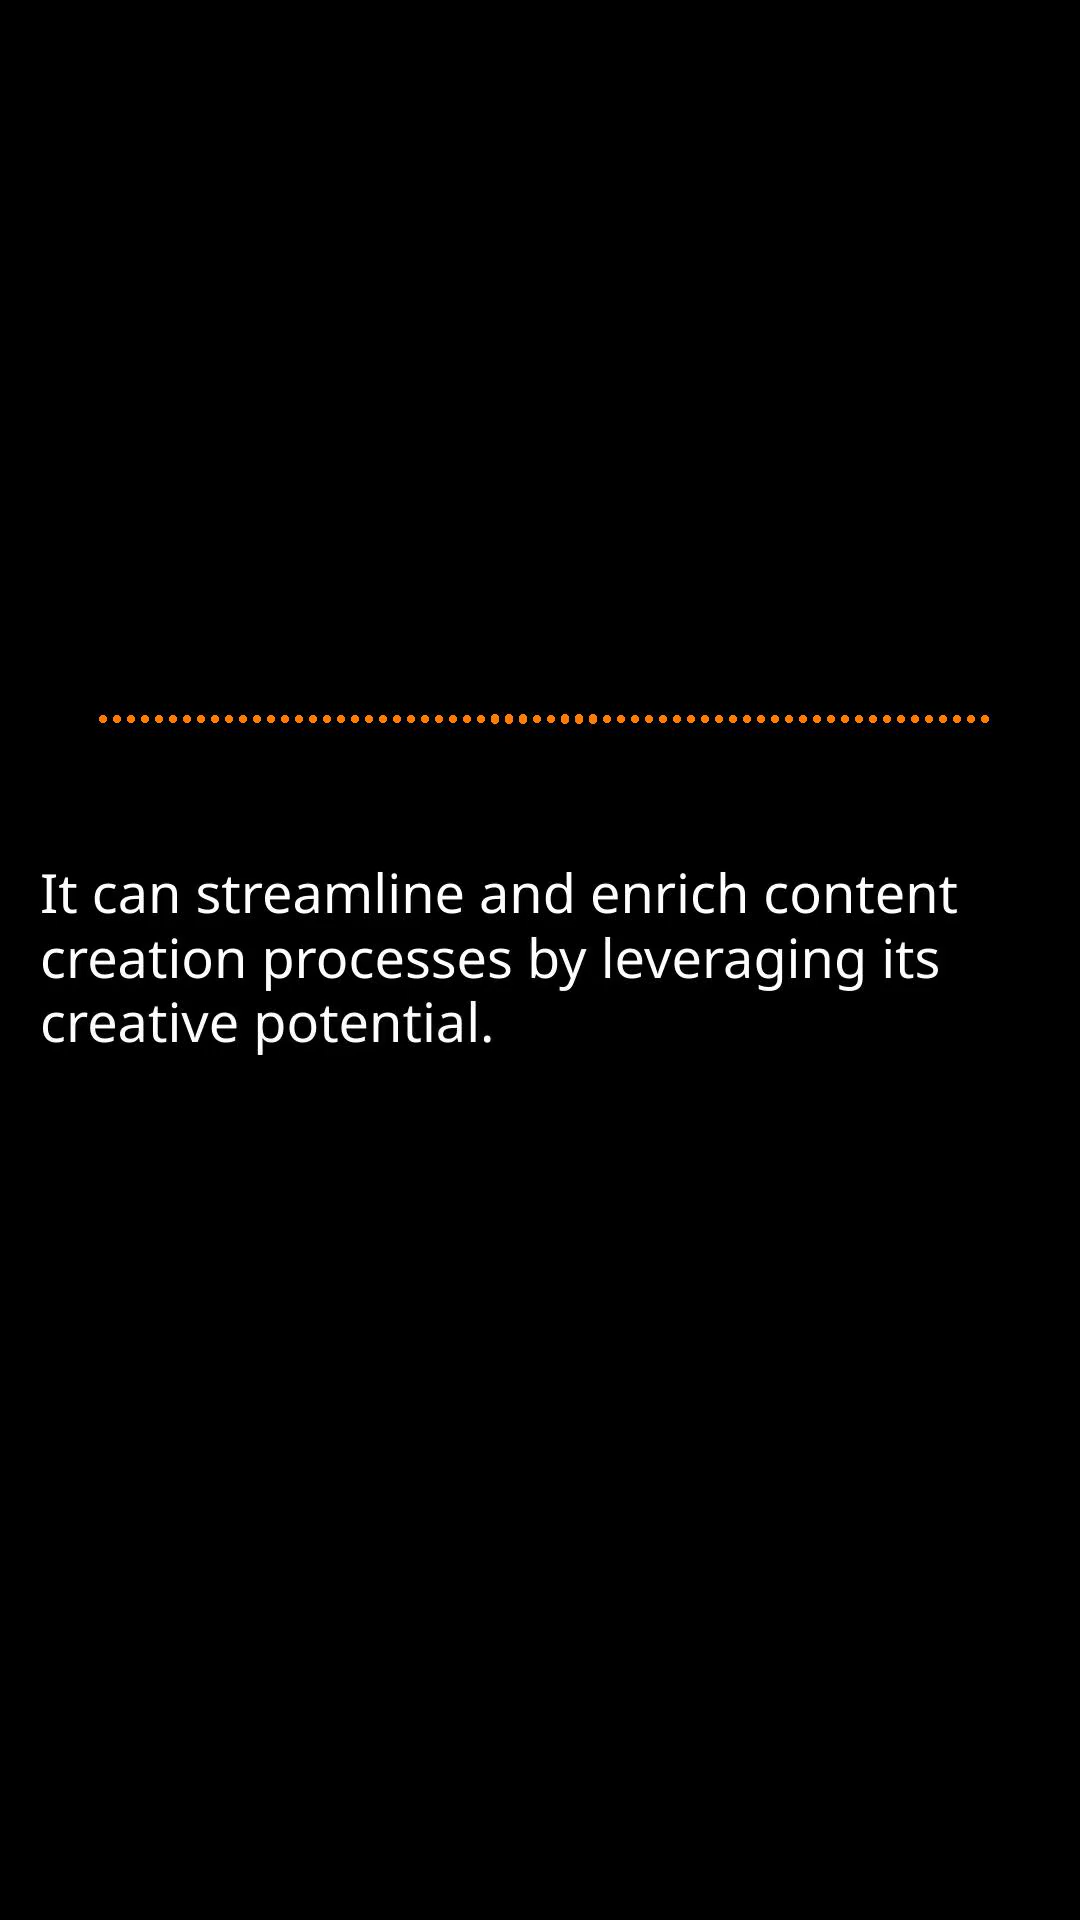 It can streamline and enrich content
creation processes by leveraging its
creative potential.